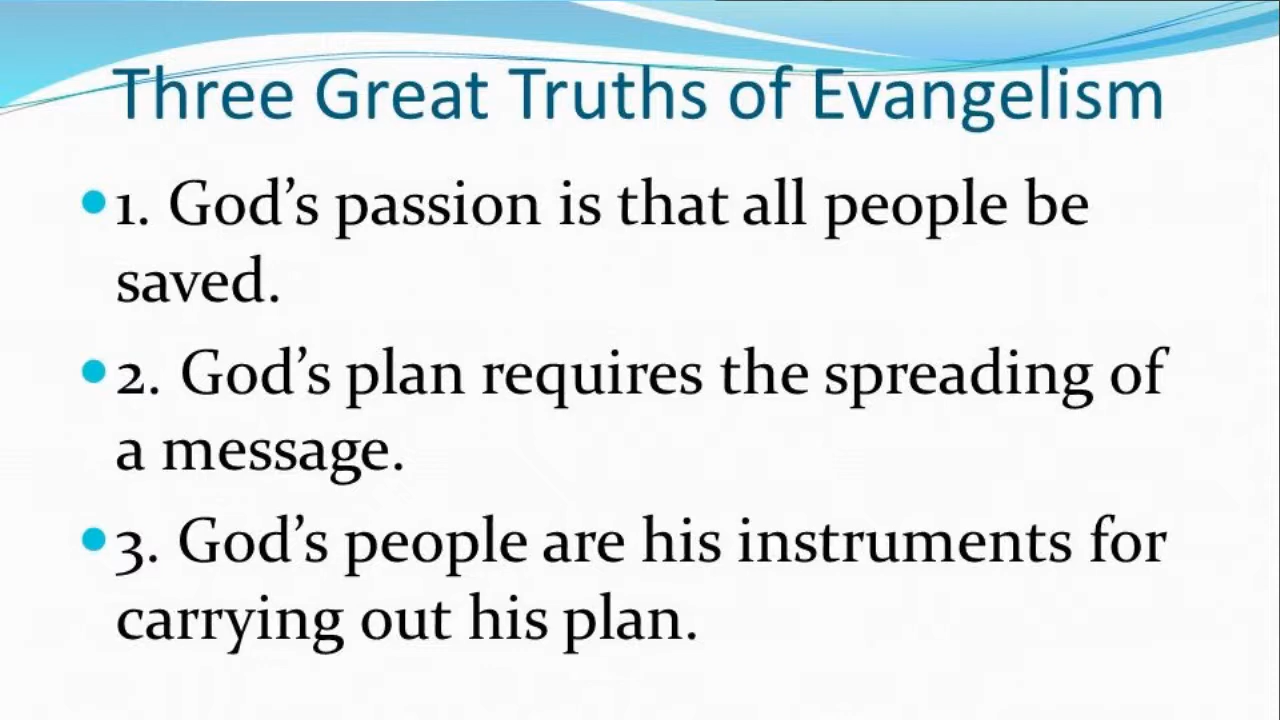 Three Great Truths of Evangelism
•1. God’s passion is that all people be
saved.
•2. God’s plan requires the spreading of
a message.
•3. God’s people are his instruments for
carrying out his plan.